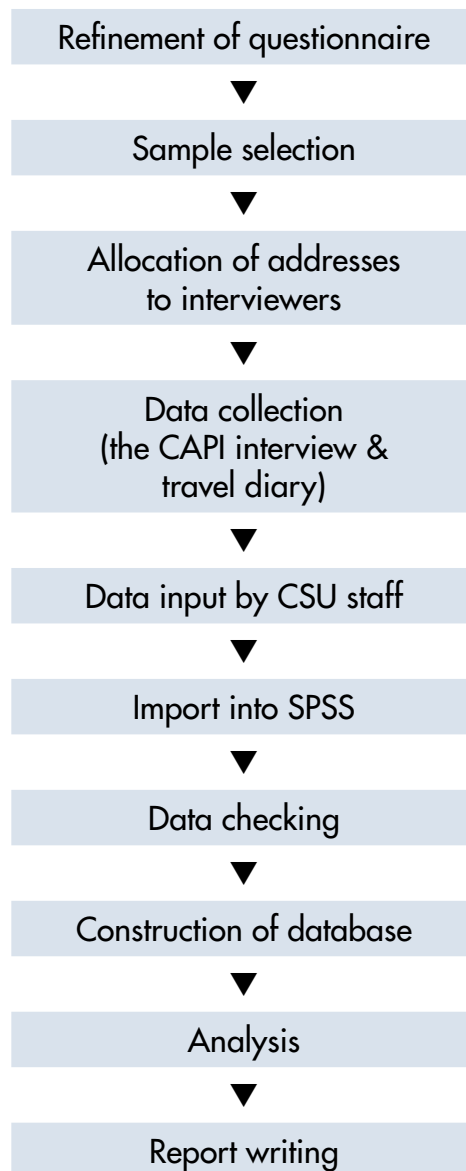 Refinement of questionnaire
Sample selection
Allocation of addresses
to interviewers
Data collection
(the CAPI interview &
travel diary)
Data input by CSU staff
Import into SPSS
Data checking
Construction of database
Analysis
Report writing